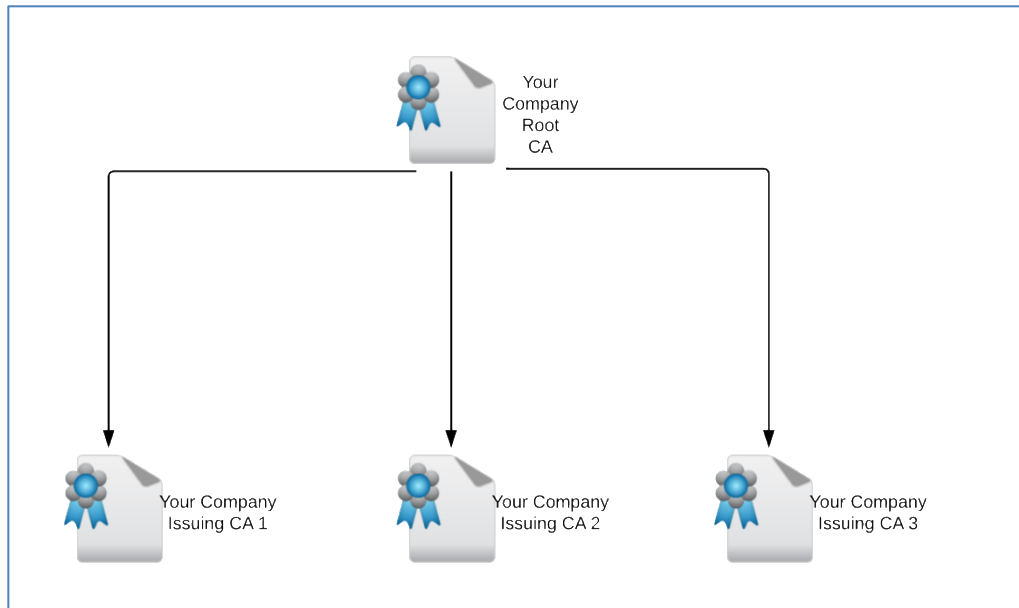 Your
Company
Root
CA
Your Company
Issuing CA 1
Your Company
Issuing CA 2
Your Company
Issuing CA 3